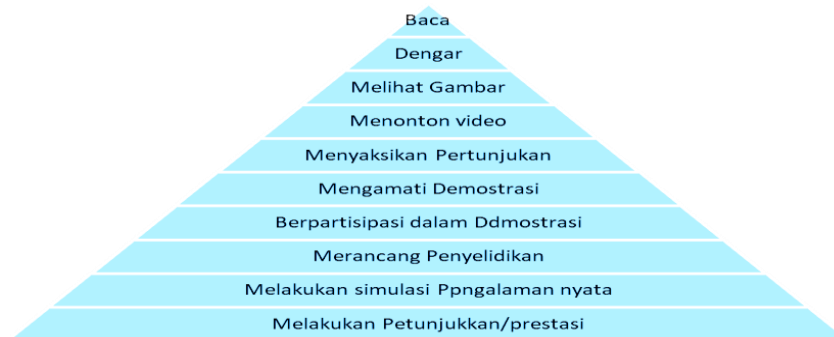 Baca
Dengar
Melihat Gambar
Menonton video
Menyaksikan Pertunjukan
Mengamati Demostrasi
Berpartisipasi dalam Ddmostrasi
Merancang Penyelidikan
Melakukan simulasi Ppngalaman nyata
Melakukan Petunjukkan/prestasi